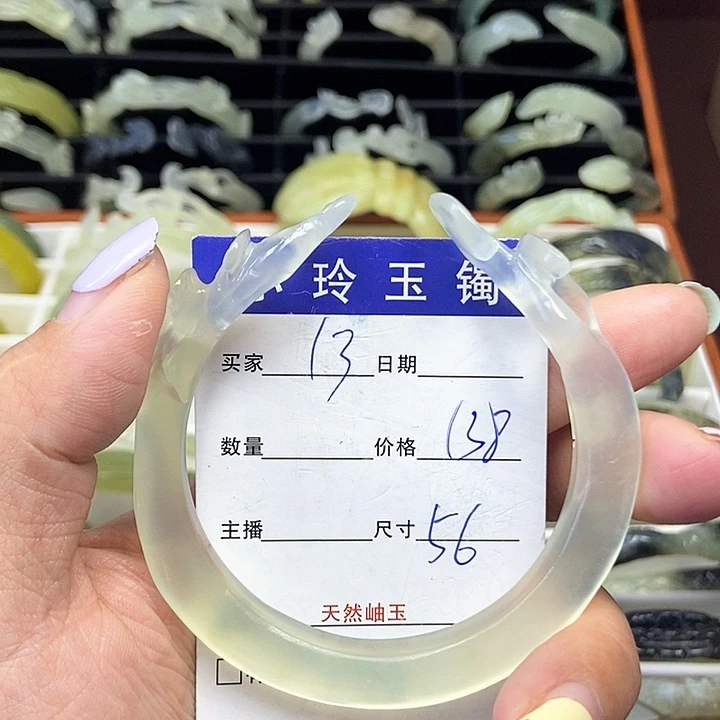 小玲玉镯
买家 13 日期
数量 价格 138
主播 尺寸 56
天然岫玉